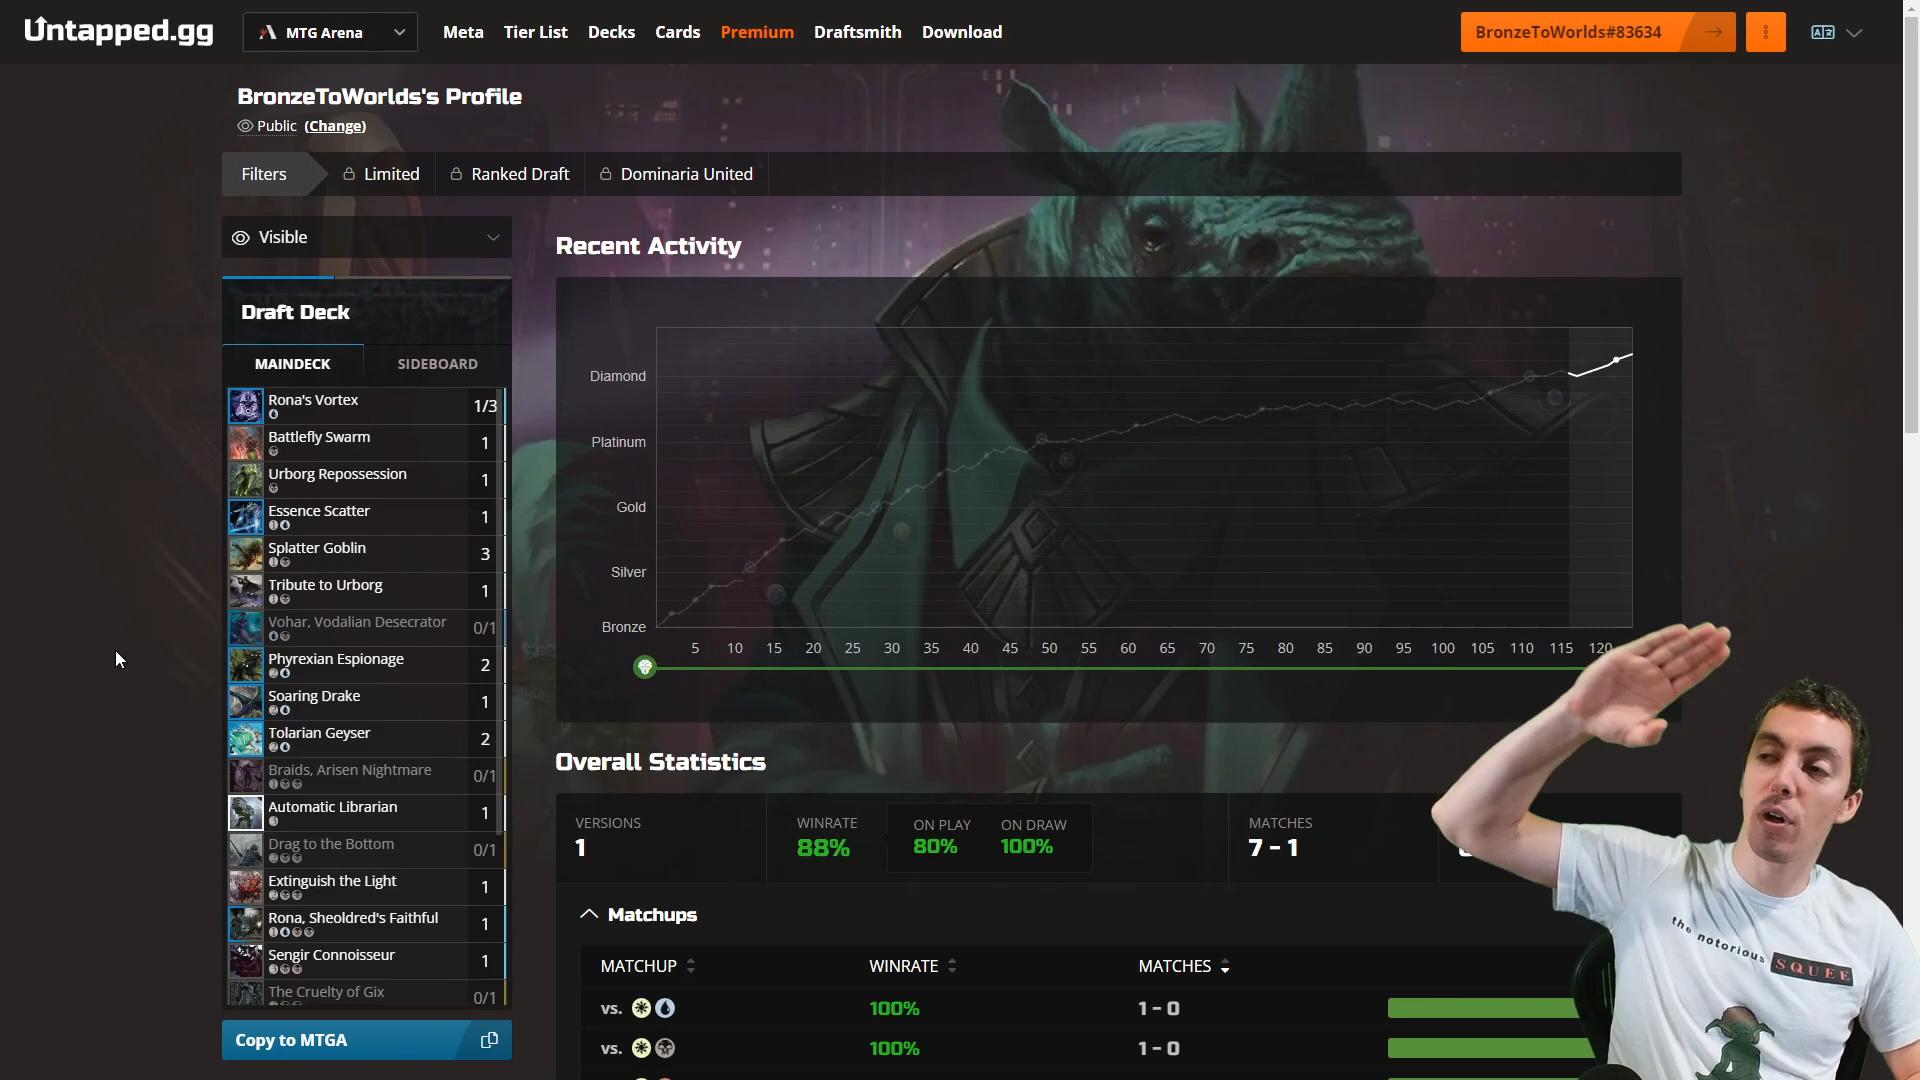 Untapped.gg
MTG Arena
Meta
Tier List
Decks
Cards
Premium
Draftsmith
Download
BronzeToWorlds#83634
BronzeToWorlds's Profile
Public (Change)
Filters
Limited
Ranked Draft
Dominaria United
Visible
Draft Deck
MAINDECK
SIDEBOARD
Rona's Vortex 1/3
Battlefly Swarm 1
Urborg Repossession 1
Essence Scatter 1
Splatter Goblin 3
Tribute to Urborg 1
Vohar, Vodalian Desecrator 0/1
Phyrexian Espionage 2
Soaring Drake 1
Tolarian Geyser 2
Braids, Arisen Nightmare 0/1
Automatic Librarian 1
Drag to the Bottom 0/1
Extinguish the Light 1
Rona, Sheoldred's Faithful 1
Sengir Connoisseur 1
The Cruelty of Gix 0/1
Copy to MTGA
Recent Activity
Diamond
Platinum
Gold
Silver
Bronze
5 10 15 20 25 30 35 40 45 50 55 60 65 70 75 80 85 90 95 100 105 110 115 120
Overall Statistics
VERSIONS
1
WINRATE
88%
ON PLAY
80%
ON DRAW
100%
MATCHES
7 - 1
Matchups
MATCHUP WINRATE MATCHES
vs. 100% 1 - 0
vs. 100% 1 - 0
the notorious
SQUEE